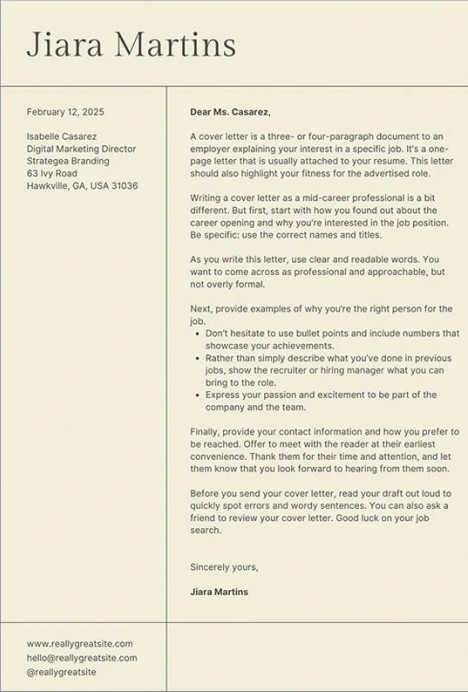 Jiara Martins
February 12, 2025
Isabelle Casarez
Digital Marketing Director
Strategea Branding
63 Ivy Road
Hawkville, GA, USA 31036
Dear Ms. Casarez,
A cover letter is a three- or four-paragraph document to an
employer explaining your interest in a specific job. It's a one-
page letter that is usually attached to your resume. This letter
should also highlight your fitness for the advertised role.
Writing a cover letter as a mid-career professional is a bit
different. But first, start with how you found out about the
career opening and why you're interested in the job position.
Be specific: use the correct names and titles.
As you write this letter, use clear and readable words. You
want to come across as professional and approachable, but
not overly formal.
Next, provide examples of why you're the right person for the
job.
• Don't hesitate to use bullet points and include numbers that
showcase your achievements.
• Rather than simply describe what you've done in previous
jobs, show the recruiter or hiring manager what you can
bring to the role.
• Express your passion and excitement to be part of the
company and the team.
Finally, provide your contact information and how you prefer to
be reached. Offer to meet with the reader at their earliest
convenience. Thank them for their time and attention, and let
them know that you look forward to hearing from them soon.
Before you send your cover letter, read your draft out loud to
quickly spot errors and wordy sentences. You can also ask a
friend to review your cover letter. Good luck on your job
search.
Sincerely yours,
Jiara Martins
www.reallygreatsite.com
hello@reallygreatsite.com
@reallygreatsite